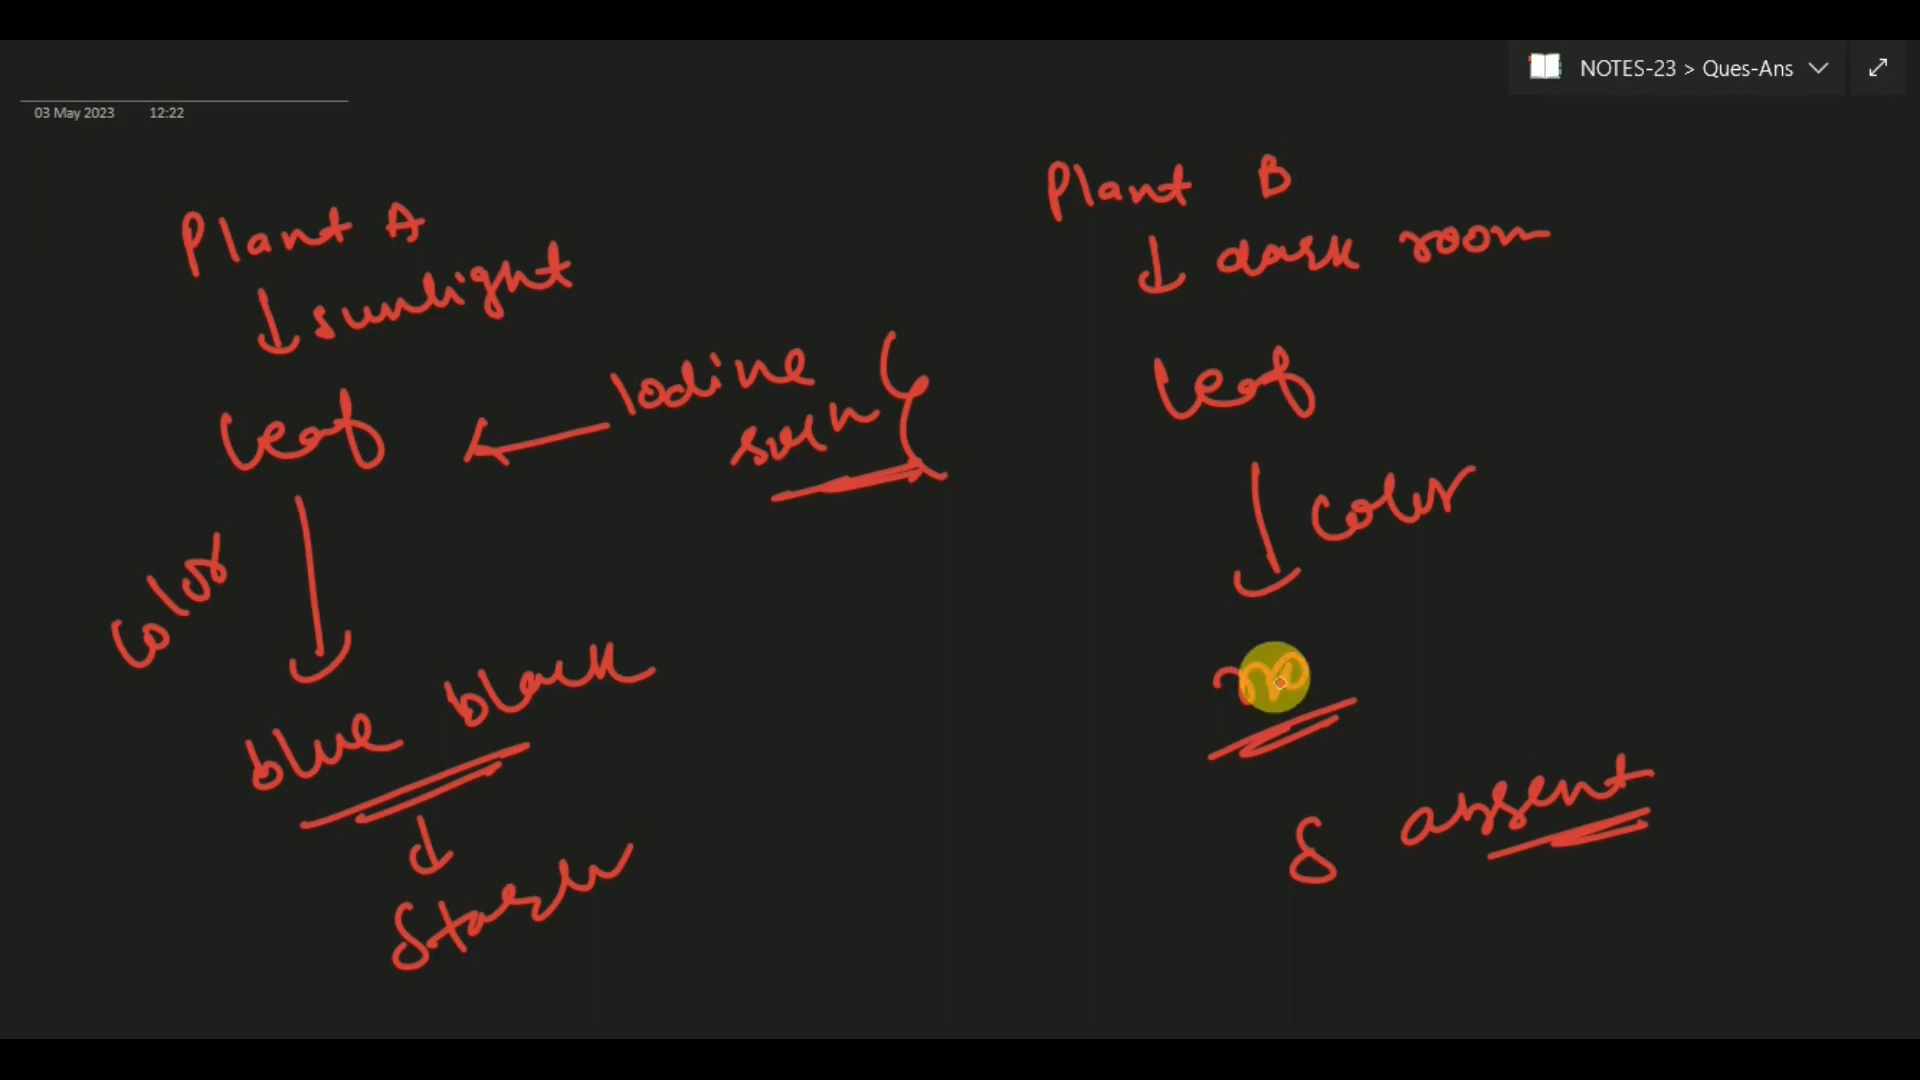 NOTES-23 > Ques-Ans
03 May 2023 12:22
Plant A
sunlight
leaf
Iodine
soln
color
blue black
Starch
Plant B
dark room
leaf
color
no
S absent